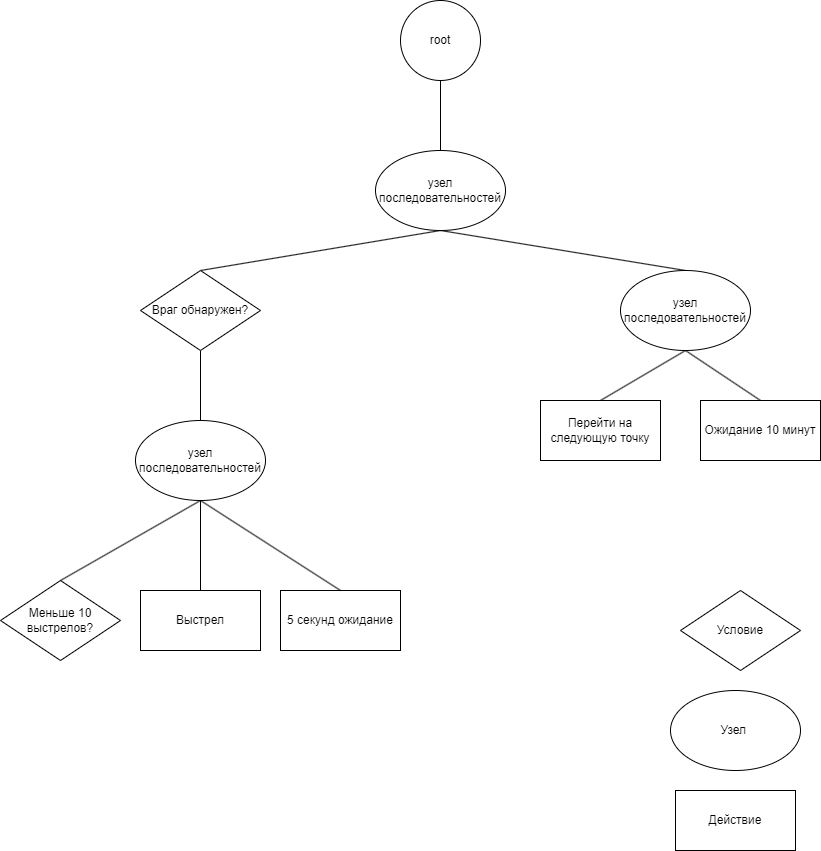 root
узел
последовательностей
Враг обнаружен?
узел
последовательностей
Перейти на
следующую точку
Ожидание 10 минут
узел
последовательностей
Меньше 10
выстрелов?
Выстрел
5 секунд ожидание
Условие
Узел
Действие